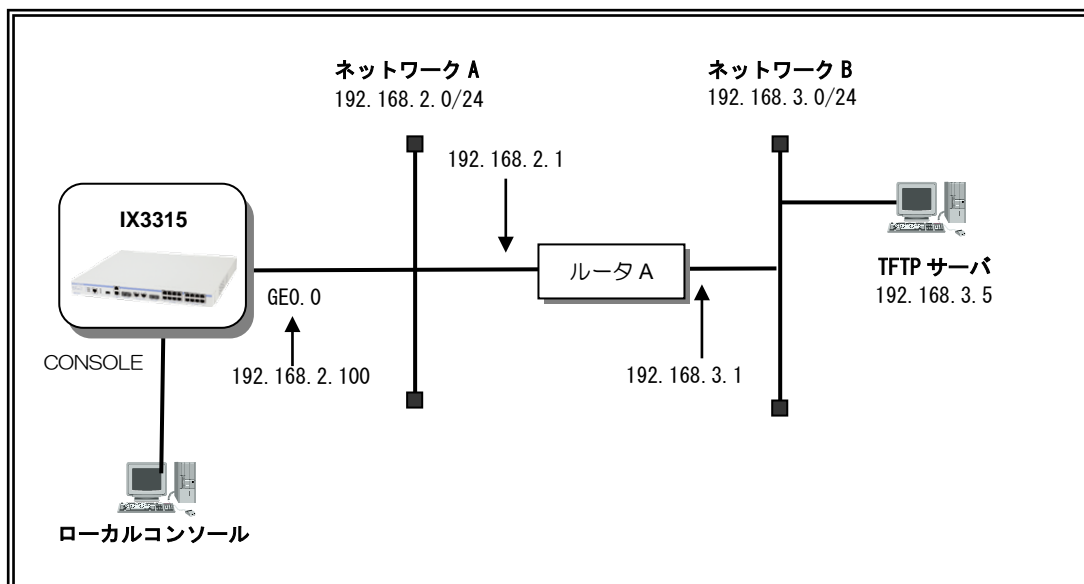 ネットワーク A
192.168.2.0/24
ネットワーク B
192.168.3.0/24
192.168.2.1
IX3315
ルータ A
TFTP サーバ
192.168.3.5
GE0.0
CONSOLE
192.168.2.100
192.168.3.1
ローカルコンソール